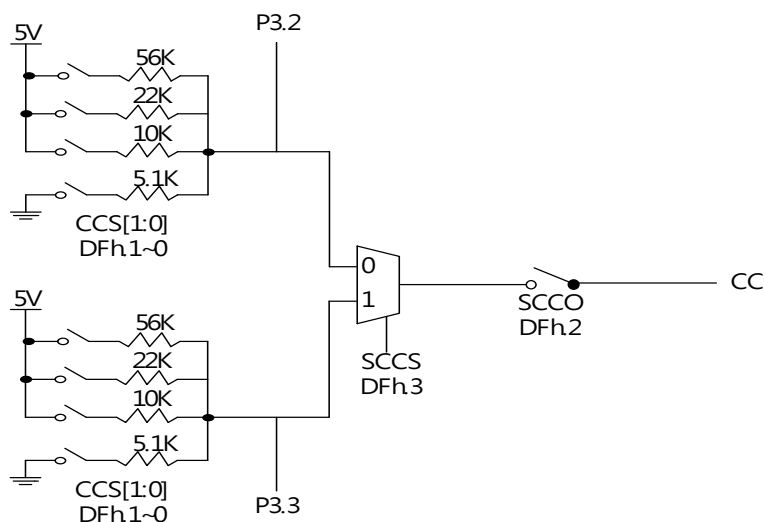 P3.2
5V
56K
22K
10K
5.1K
CCS[1:0]
DFh.1~0
0
1
SCCS
DFh.3
SCCO
DFh.2
CC
5V
56K
22K
10K
5.1K
CCS[1:0]
DFh.1~0
P3.3